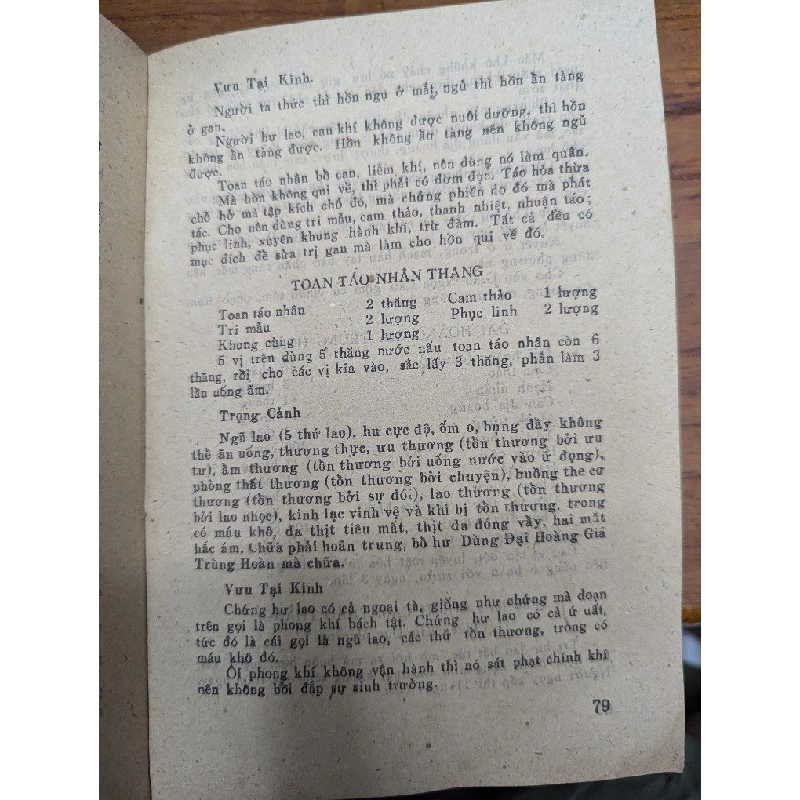 Vưu Tại Kinh.
Người ta thức thì hồn ngụ ở mắt, ngủ thì hồn ẩn tàng
ở gan.
Người hư lao, can khí không được nuôi dưỡng, thì hồn
không ẩn tàng được. Hồn không ẩn tàng nên không ngủ
được.
Toan táo nhân bổ can, liễm khí, nên dùng nó làm quân.
Mà hồn không qui về, thì phải có đờm đọc. Táo hỏa thừa
chỗ hở mà tập kích chỗ đó, mà chứng phiền do đó mà phát
tác. Cho nên dùng tri mẫu, cam thảo, thanh nhiệt, nhuận táo;
phục linh, xuyên khung hành khí, trừ đàm. Tất cả đều có
mục đích để sửa trị gan mà làm cho hồn qui về đó.
TOAN TÁO NHÂN THANG
Toan táo nhân 2 thăng Cam thảo 1 lượng
Tri mẫu 2 lượng Phục linh 2 lượng
Khung cùng 1 lượng
5 vị trên dùng 8 thăng nước nấu toan táo nhân còn 6
thăng, rồi cho các vị kia vào, sắc lấy 3 thăng, phân làm 3
lần uống ấm.
Trọng Cảnh
Ngũ lao (5 thứ lao), hư cực độ, ốm o, bụng đầy không
thể ăn uống, thương thực, ưu thương (tổn thương bởi ưu
tư), ẩm thương (tổn thương bởi uống nước vào ứ đọng),
phòng thất thương (tổn thương bởi chuyện), buồng the cơ
thương (tổn thương bởi sự đói), lao thương (tổn thương
bởi lao nhọc), kinh lạc vinh vệ và khí bị tổn thương, trong
có máu khô, da thịt tiêu mất, thịt da đóng vầy, hai mắt
hắc ám. Chữa phải hoãn trung, bổ hư Dùng Đại Hoàng Giá
Trùng Hoàn mà chữa.
Vưu Tại Kinh
Chứng hư lao có cả ngoại tà, giống như chứng mà đoạn
trên gọi là phong khí bách tật. Chứng hư lao có cả ứ uất,
tức đó là cái gọi là ngũ lao, các thứ tổn thương, trong có
máu khô đó.
Ôi phong khí không vận hành thì nó sát phạt chính khí
nên không bồi đáp sự sinh trưởng.
79